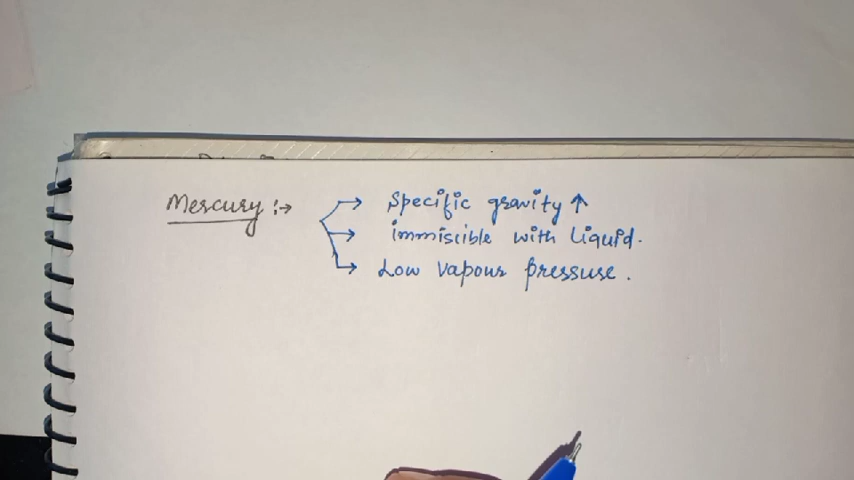 Mercury :→ → Specific gravity ↑
→ immiscible with liquid.
→ Low vapour pressure.